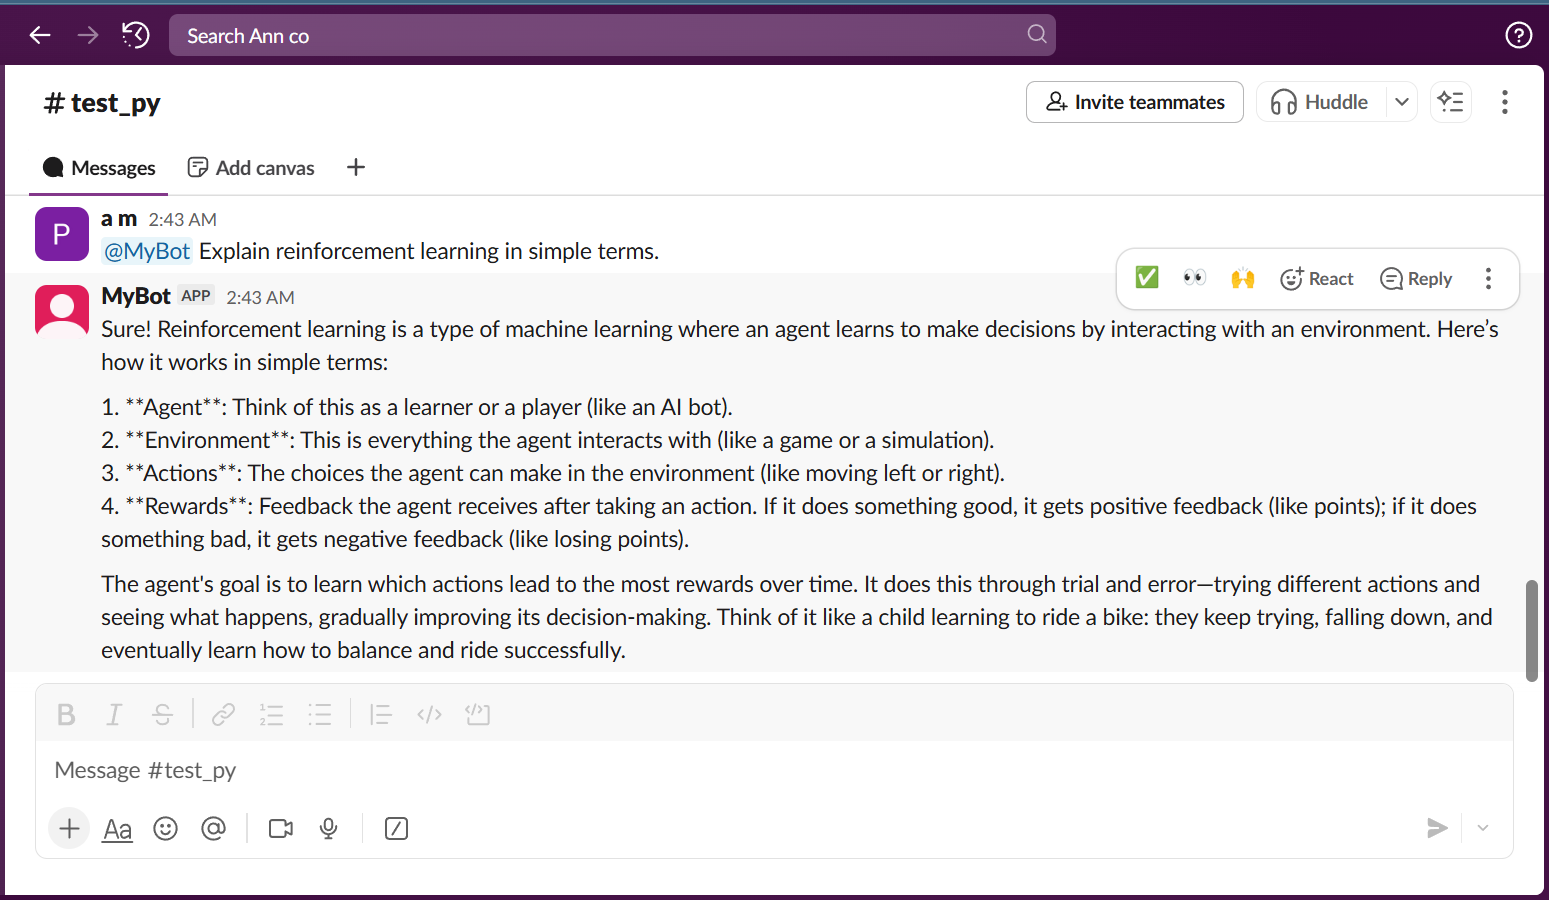 Search Ann co
# test_py
Invite teammates
Huddle
Messages
Add canvas
P
a m 2:43 AM
@MyBot Explain reinforcement learning in simple terms.
React
Reply
MyBot APP 2:43 AM
Sure! Reinforcement learning is a type of machine learning where an agent learns to make decisions by interacting with an environment. Here’s
how it works in simple terms:
1. **Agent**: Think of this as a learner or a player (like an AI bot).
2. **Environment**: This is everything the agent interacts with (like a game or a simulation).
3. **Actions**: The choices the agent can make in the environment (like moving left or right).
4. **Rewards**: Feedback the agent receives after taking an action. If it does something good, it gets positive feedback (like points); if it does
something bad, it gets negative feedback (like losing points).
The agent's goal is to learn which actions lead to the most rewards over time. It does this through trial and error—trying different actions and
seeing what happens, gradually improving its decision-making. Think of it like a child learning to ride a bike: they keep trying, falling down, and
eventually learn how to balance and ride successfully.
Message #test_py
Aa